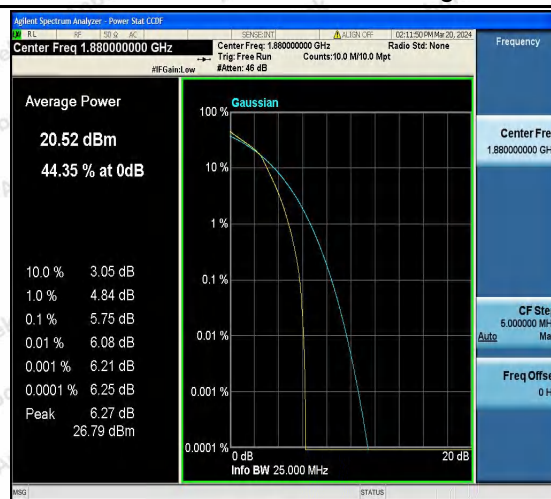 Agilent Spectrum Analyzer - Power Stat CCDF
RL RF 50 Ω AC SENSE:INT ALIGN OFF 02:11:50 PM Mar 20, 2024
Center Freq 1.880000000 GHz
Center Freq: 1.880000000 GHz Radio Std: None
Trig: Free Run Counts:10.0 M/10.0 Mpt
#IFGain:Low #Atten: 46 dB
Frequency
Average Power
20.52 dBm
44.35 % at 0dB
10.0 % 3.05 dB
1.0 % 4.84 dB
0.1 % 5.75 dB
0.01 % 6.08 dB
0.001 % 6.21 dB
0.0001 % 6.25 dB
Peak 6.27 dB
26.79 dBm
Gaussian
100 %
10 %
1 %
0.1 %
0.01 %
0.001 %
0.0001 %
0 dB 20 dB
Info BW 25.000 MHz
Center Fre
1.880000000 GH
CF Ste
5.000000 MH
Auto Ma
Freq Offse
0 H
MSG STATUS